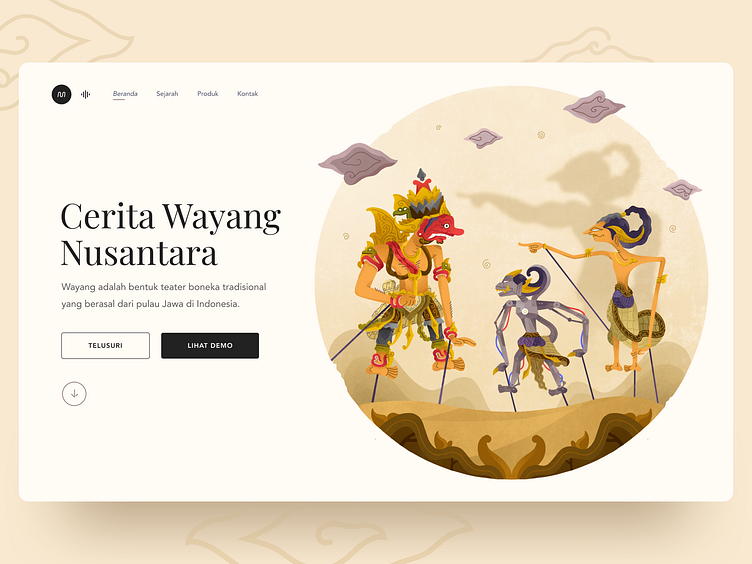 Beranda Sejarah Produk Kontak
Cerita Wayang
Nusantara
Wayang adalah bentuk teater boneka tradisional
yang berasal dari pulau Jawa di Indonesia.
TELUSURI LIHAT DEMO